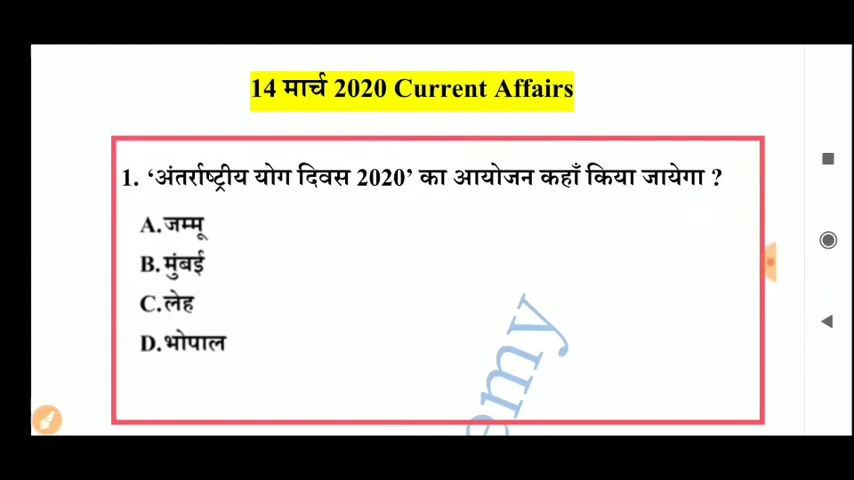 14 मार्च 2020 Current Affairs
1. ‘अंतर्राष्ट्रीय योग दिवस 2020’ का आयोजन कहाँ किया जायेगा ?
A.जम्मू
B.मुंबई
C.लेह
D.भोपाल